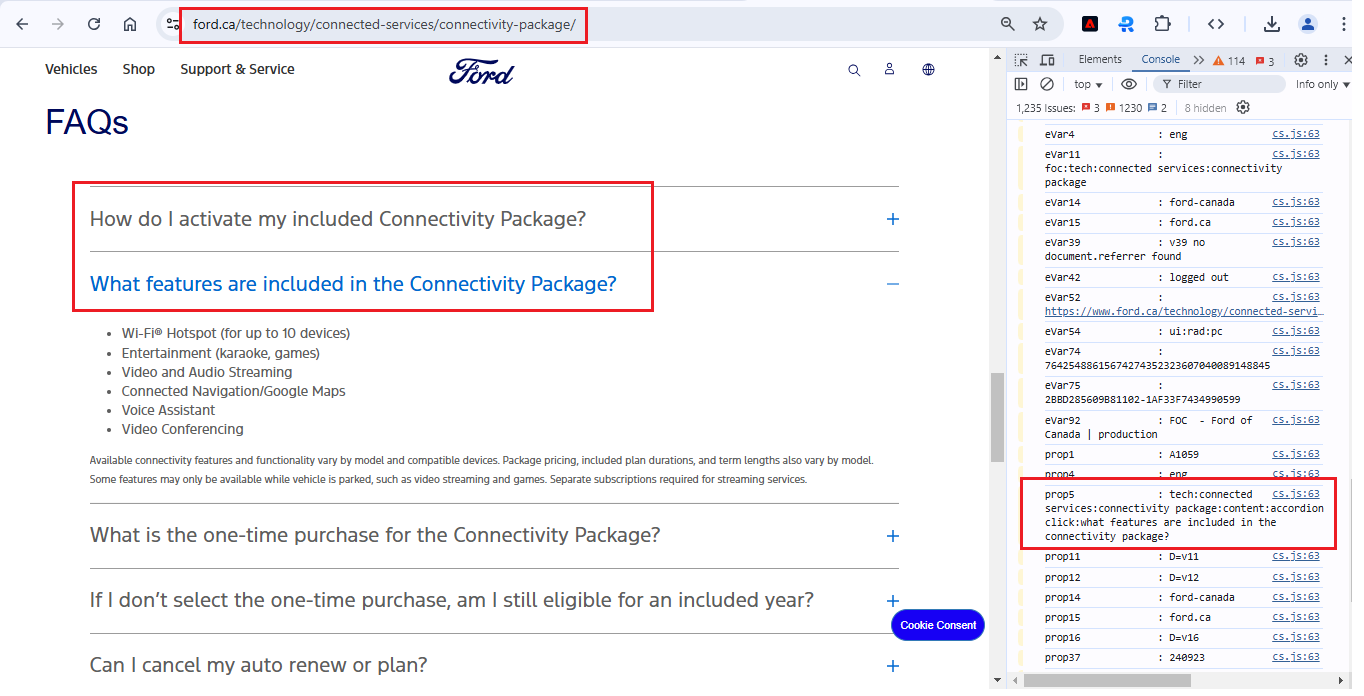 ford.ca/technology/connected-services/connectivity-package/
Vehicles Shop Support & Service
Ford
FAQs
How do I activate my included Connectivity Package?
What features are included in the Connectivity Package?
• Wi-Fi® Hotspot (for up to 10 devices)
• Entertainment (karaoke, games)
• Video and Audio Streaming
• Connected Navigation/Google Maps
• Voice Assistant
• Video Conferencing
Available connectivity features and functionality vary by model and compatible devices. Package pricing, included plan durations, and term lengths also vary by model.
Some features may only be available while vehicle is parked, such as video streaming and games. Separate subscriptions required for streaming services.
What is the one-time purchase for the Connectivity Package?
If I don’t select the one-time purchase, am I still eligible for an included year?
Cookie Consent
Can I cancel my auto renew or plan?
Elements Console 114 3
top Filter Info only
1,235 Issues: 3 1230 2 8 hidden
eVar4 : eng cs.js:63
eVar11 : cs.js:63
foc:tech:connected services:connectivity
package
eVar14 : ford-canada cs.js:63
eVar15 : ford.ca cs.js:63
eVar39 : v39 no cs.js:63
document.referrer found
eVar42 : logged out cs.js:63
eVar52 : cs.js:63
https://www.ford.ca/technology/connected-servi…
eVar54 : ui:rad:pc cs.js:63
eVar74 : cs.js:63
76425488615674274352323607040089148845
eVar75 : cs.js:63
2BBD285609B81102-1AF33F7434990599
eVar92 : FOC - Ford of cs.js:63
Canada | production
prop1 : A1059 cs.js:63
prop4 : eng cs.js:63
prop5 : tech:connected cs.js:63
services:connectivity package:content:accordion
click:what features are included in the
connectivity package?
prop11 : D=v11 cs.js:63
prop12 : D=v12 cs.js:63
prop14 : ford-canada cs.js:63
prop15 : ford.ca cs.js:63
prop16 : D=v16 cs.js:63
prop37 : 240923 cs.js:63